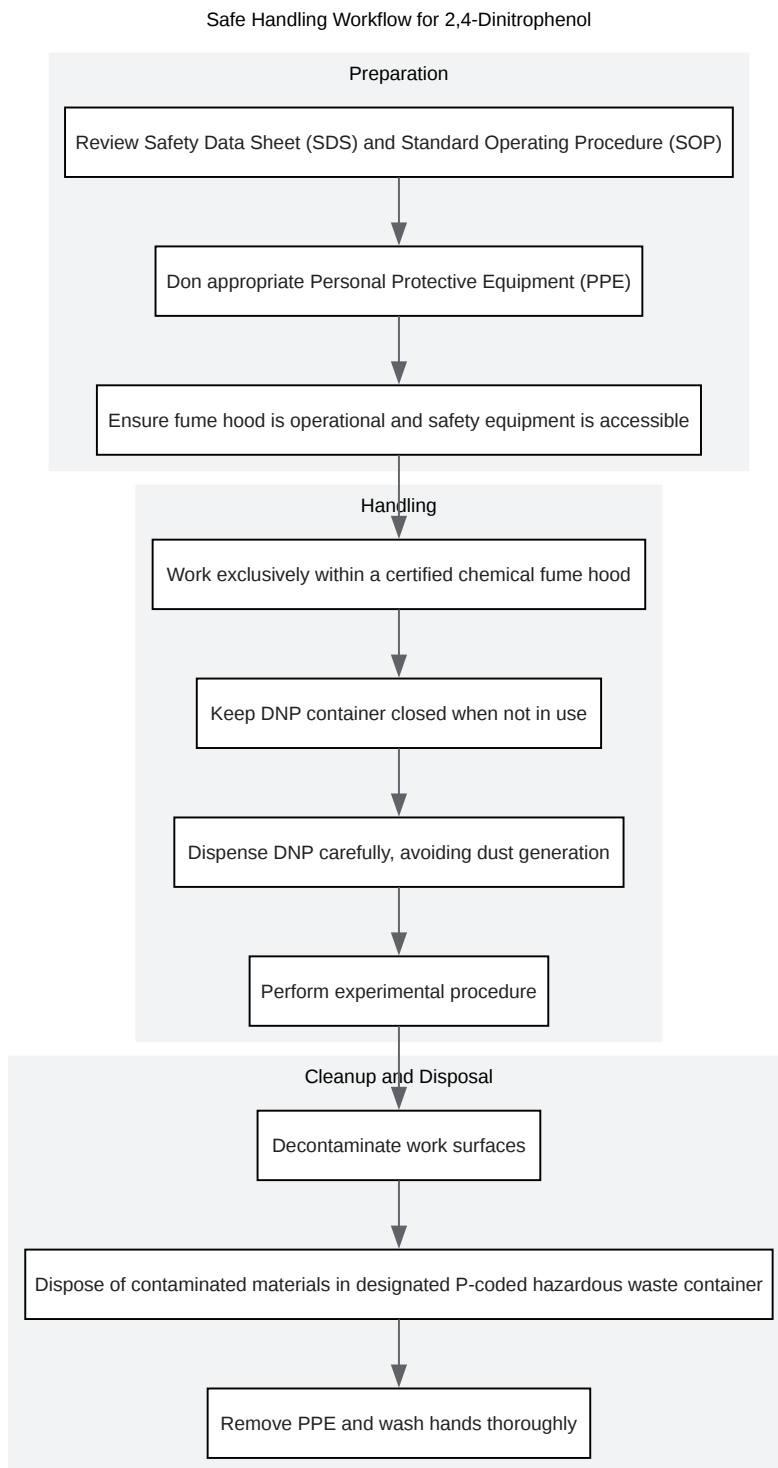 Safe Handling Workflow for 2,4-Dinitrophenol
Preparation
Review Safety Data Sheet (SDS) and Standard Operating Procedure (SOP)
Don appropriate Personal Protective Equipment (PPE)
Ensure fume hood is operational and safety equipment is accessible
Handling
Work exclusively within a certified chemical fume hood
Keep DNP container closed when not in use
Dispense DNP carefully, avoiding dust generation
Perform experimental procedure
Cleanup and Disposal
Decontaminate work surfaces
Dispose of contaminated materials in designated P-coded hazardous waste container
Remove PPE and wash hands thoroughly